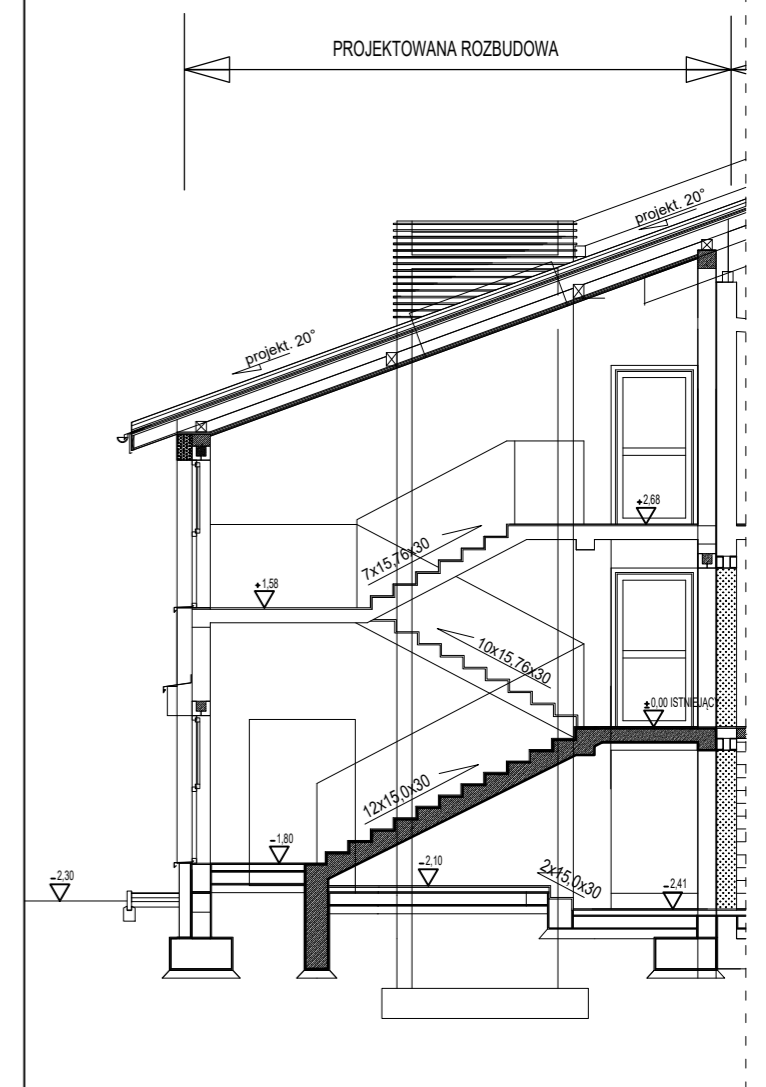 PROJEKTOWANA ROZBUDOWA
projekt. 20°
projekt. 20°
+2,68
7x15,76x30
+1,58
10x15,76x30
±0,00 ISTNIEJĄCY
12x15,0x30
-1,80
-2,10
2x15,0x30
-2,30
-2,41